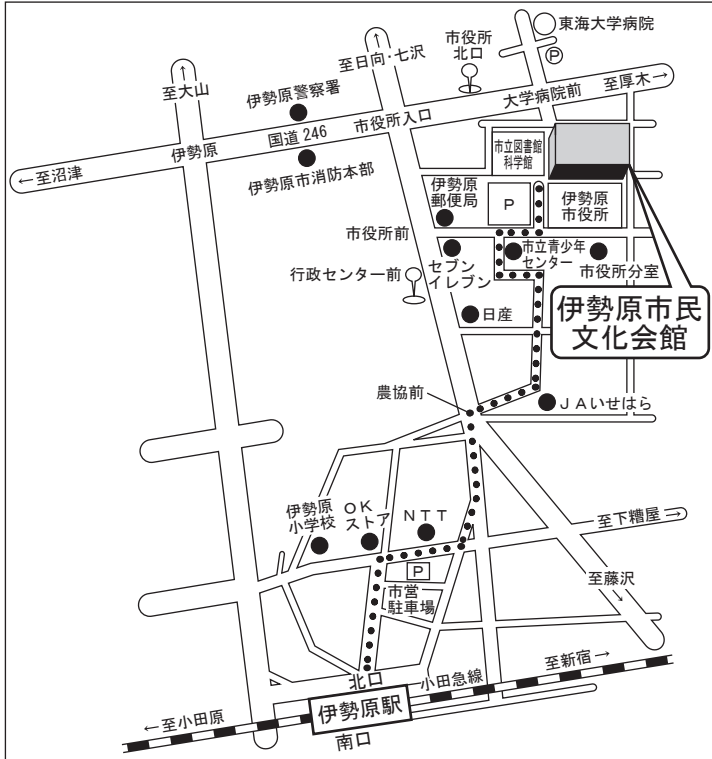 東海大学病院
P
市役所
北口
至日向・七沢
至大山
伊勢原警察署
大学病院前
至厚木→
市役所入口
国道246
伊勢原
←至沼津
伊勢原市消防本部
市立図書館
科学館
伊勢原
郵便局
P
伊勢原
市役所
市役所前
セブン
イレブン
市立青少年
センター
市役所分室
行政センター前
日産
伊勢原市民
文化会館
農協前
JAいせはら
伊勢原
小学校
OK
ストア
NTT
至下糟屋→
P
市営
駐車場
至藤沢→
北口
小田急線
至新宿→
伊勢原駅
←至小田原
南口